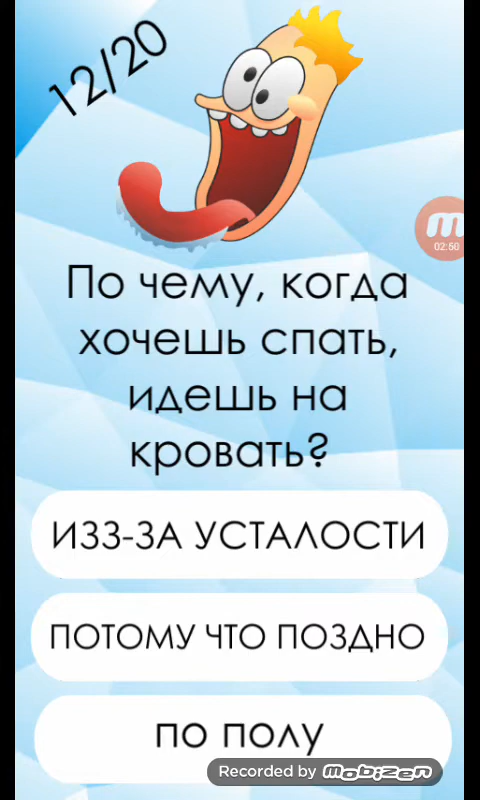 12/20
m
02:50
По чему, когда
хочешь спать,
идешь на
кровать?
ИЗЗ-ЗА УСТАЛОСТИ
ПОТОМУ ЧТО ПОЗДНО
ПО ПОЛУ
Recorded by mobizen